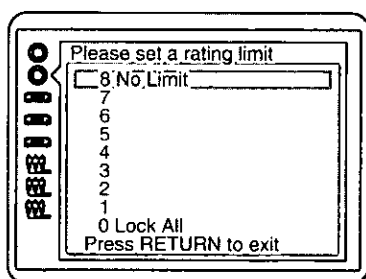 Please set a rating limit
8 No Limit
7
6
5
4
3
2
1
0 Lock All
Press RETURN to exit